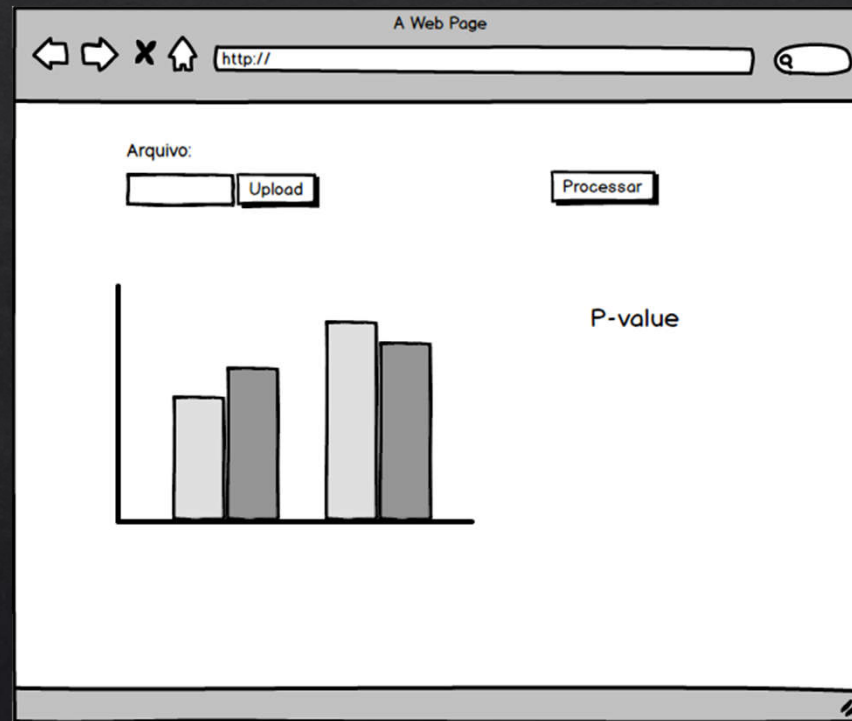 A Web Page
http://
Arquivo:
Upload
Processar
P-value